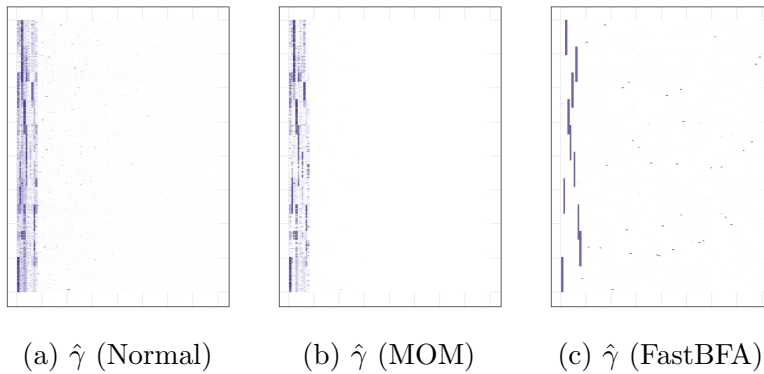 (a) γ̂ (Normal)
(b) γ̂ (MOM)
(c) γ̂ (FastBFA)